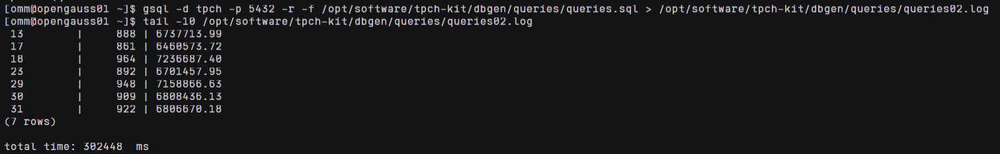 [omm@opengauss01 ~]$ gsql -d tpch -p 5432 -r -f /opt/software/tpch-kit/dbgen/queries/queries.sql > /opt/software/tpch-kit/dbgen/queries/queries02.log
[omm@opengauss01 ~]$ tail -10 /opt/software/tpch-kit/dbgen/queries/queries02.log
 13         |      888 | 6737713.99
 17         |      861 | 6460573.72
 18         |      964 | 7236687.40
 23         |      892 | 6701457.95
 29         |      948 | 7158866.63
 30         |      909 | 6808436.13
 31         |      922 | 6806670.18
(7 rows)
total time: 302448  ms